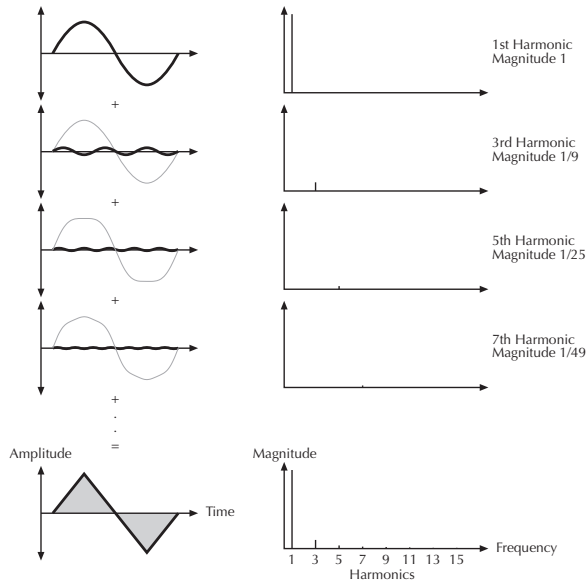 1st Harmonic
Magnitude 1
+
3rd Harmonic
Magnitude 1/9
+
5th Harmonic
Magnitude 1/25
+
7th Harmonic
Magnitude 1/49
+
.
.
=
Amplitude
Magnitude
Time
Frequency
1 3 5 7 9 11 13 15
Harmonics